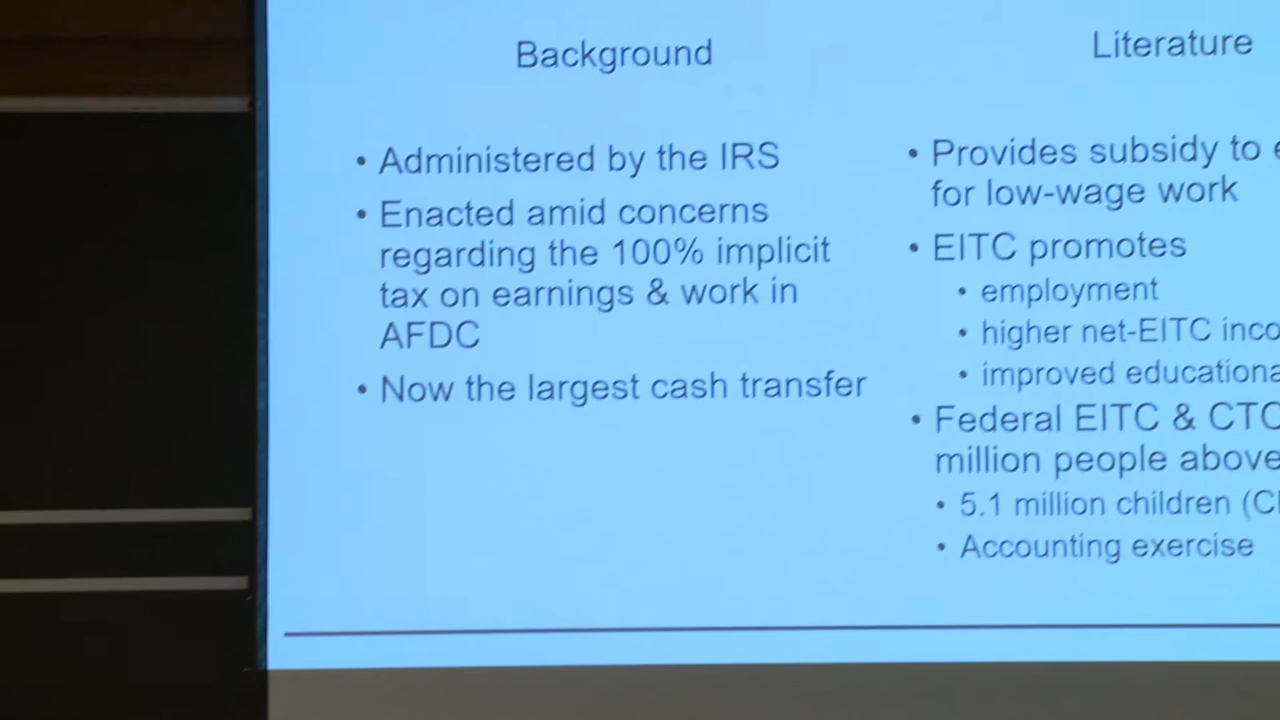 Background
• Administered by the IRS
• Enacted amid concerns
regarding the 100% implicit
tax on earnings & work in
AFDC
• Now the largest cash transfer
Literature
• Provides subsidy to
for low-wage work
• EITC promotes
• employment
• higher net-EITC
• improved
• Federal EITC & CTC
million people above
• 5.1 million children
• Accounting exercise